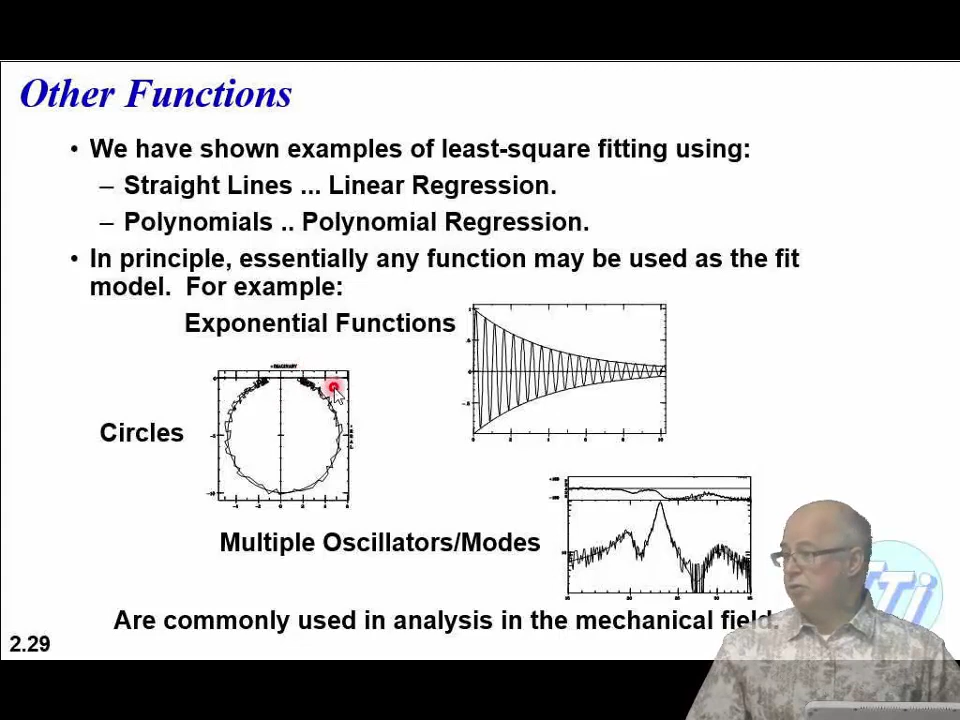 Other Functions
• We have shown examples of least-square fitting using:
– Straight Lines ... Linear Regression.
– Polynomials .. Polynomial Regression.
• In principle, essentially any function may be used as the fit
model. For example:
Exponential Functions
Circles
Multiple Oscillators/Modes
Are commonly used in analysis in the mechanical field.
2.29